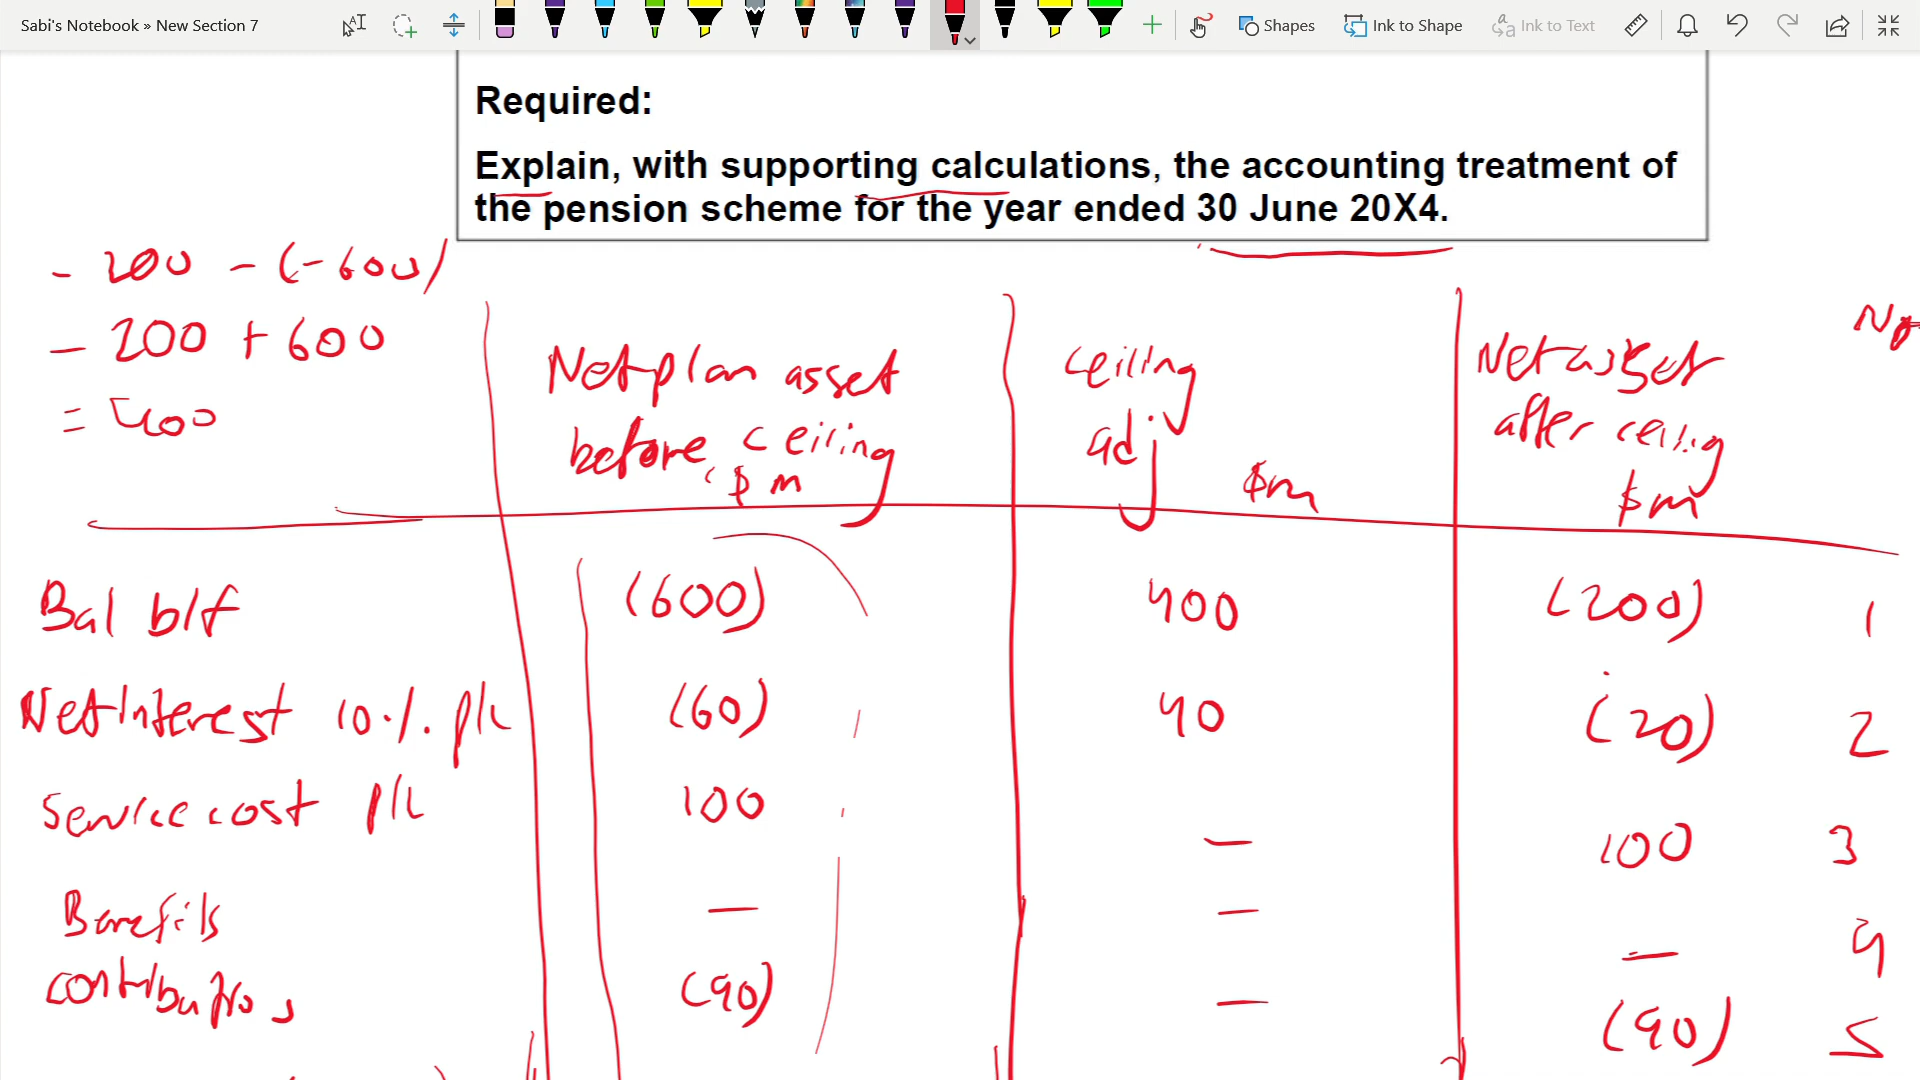 Sabi's Notebook » New Section 7
Shapes
Ink to Shape
Ink to Text
Required:
Explain, with supporting calculations, the accounting treatment of
the pension scheme for the year ended 30 June 20X4.
- 200 - (-600)
- 200 + 600
= 400
Net plan asset before ceiling $m
ceiling adj $m
Net asset after ceiling $m
Bal b/f (600) 400 (200) 1
Net interest 10% p/l (60) 40 (20) 2
Service cost p/l 100 - 100 3
Benefits - - - 4
contributions (90) - (90) 5